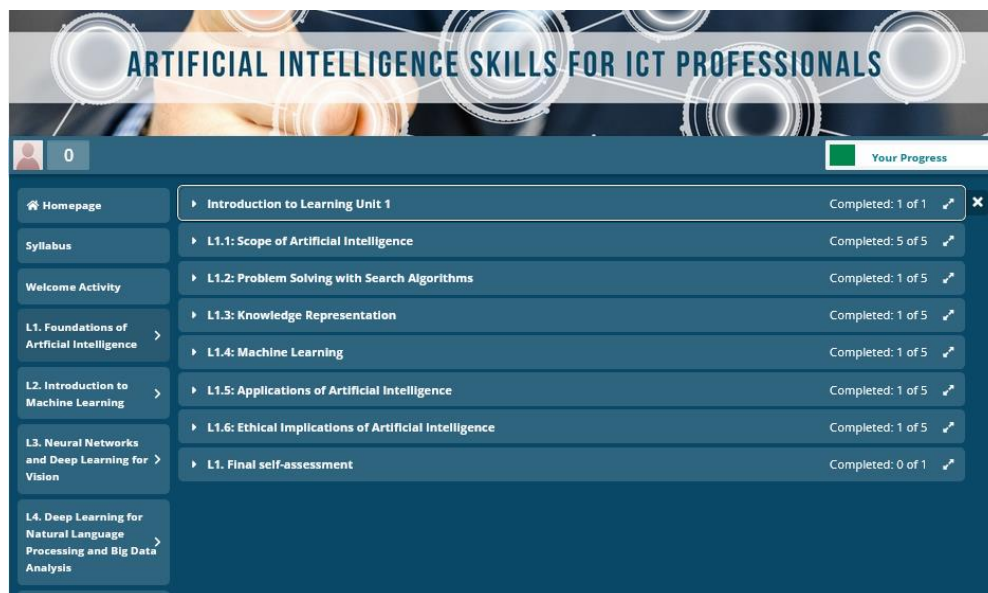 ARTIFICIAL INTELLIGENCE SKILLS FOR ICT PROFESSIONALS
0
Your Progress
Homepage
Syllabus
Welcome Activity
L1. Foundations of
Artficial Intelligence
L2. Introduction to
Machine Learning
L3. Neural Networks
and Deep Learning for
Vision
L4. Deep Learning for
Natural Language
Processing and Big Data
Analysis
Introduction to Learning Unit 1 Completed: 1 of 1
L1.1: Scope of Artificial Intelligence Completed: 5 of 5
L1.2: Problem Solving with Search Algorithms Completed: 1 of 5
L1.3: Knowledge Representation Completed: 1 of 5
L1.4: Machine Learning Completed: 1 of 5
L1.5: Applications of Artificial Intelligence Completed: 1 of 5
L1.6: Ethical Implications of Artificial Intelligence Completed: 1 of 5
L1. Final self-assessment Completed: 0 of 1